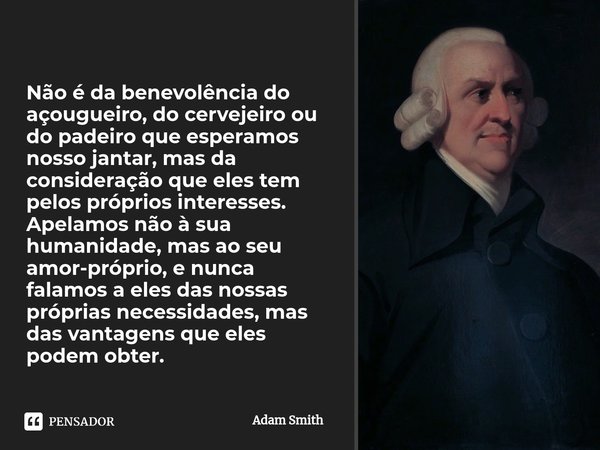 Não é da benevolência do
açougueiro, do cervejeiro ou
do padeiro que esperamos
nosso jantar, mas da
consideração que eles tem
pelos próprios interesses.
Apelamos não à sua
humanidade, mas ao seu
amor-próprio, e nunca
falamos a eles das nossas
próprias necessidades, mas
das vantagens que eles
podem obter.
PENSADOR
Adam Smith